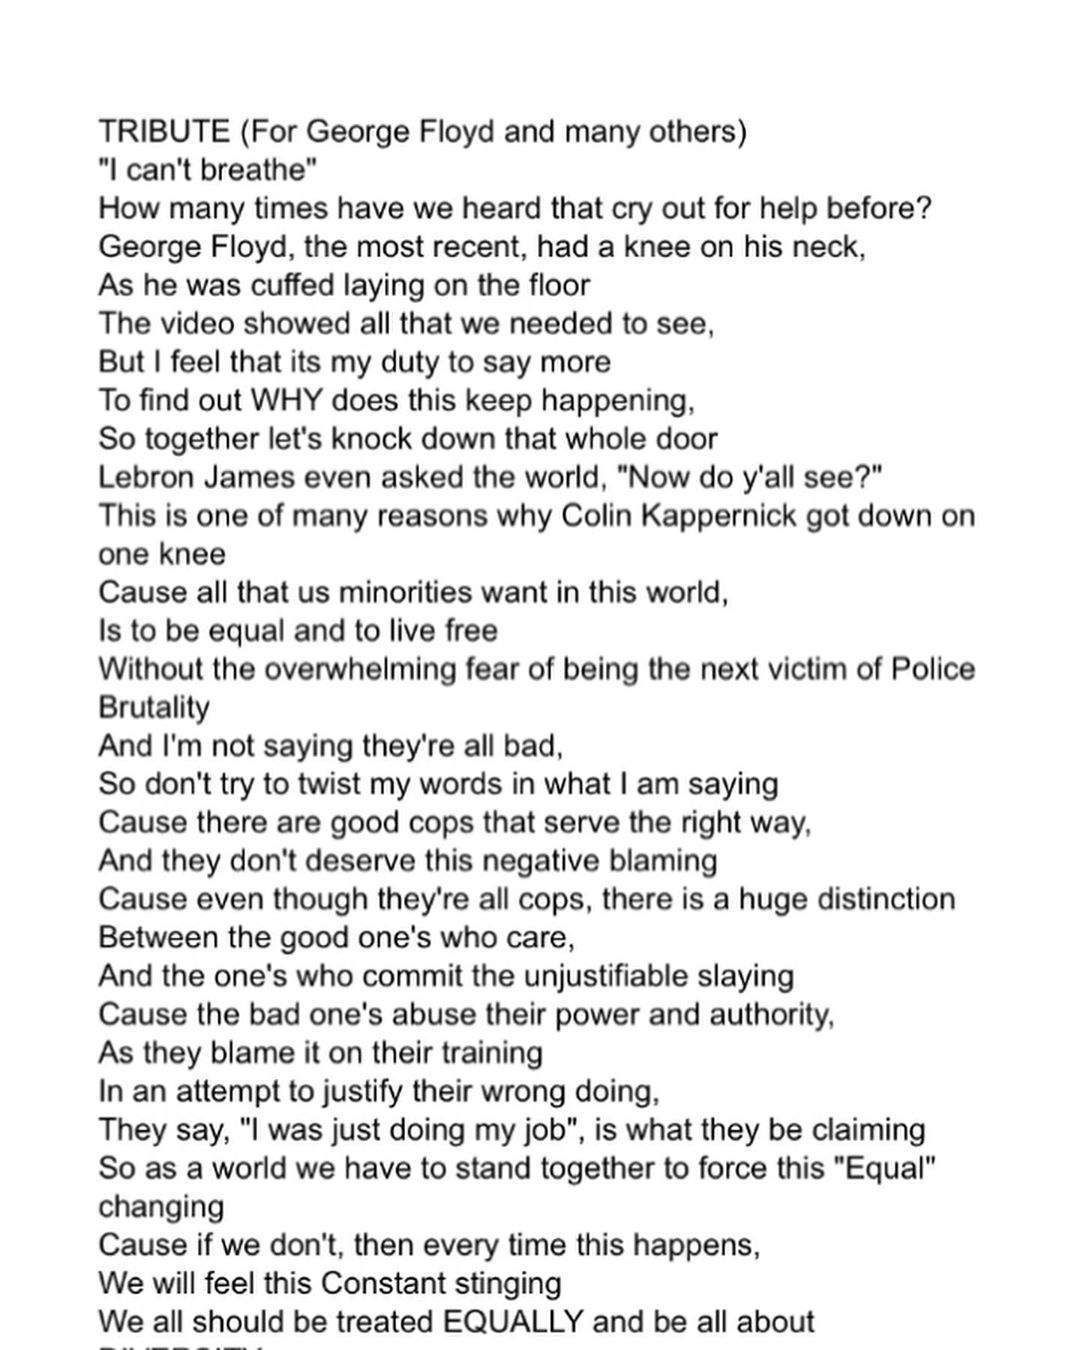 TRIBUTE (For George Floyd and many others)
"I can't breathe"
How many times have we heard that cry out for help before?
George Floyd, the most recent, had a knee on his neck,
As he was cuffed laying on the floor
The video showed all that we needed to see,
But I feel that its my duty to say more
To find out WHY does this keep happening,
So together let's knock down that whole door
Lebron James even asked the world, "Now do y'all see?"
This is one of many reasons why Colin Kappernick got down on
one knee
Cause all that us minorities want in this world,
Is to be equal and to live free
Without the overwhelming fear of being the next victim of Police
Brutality
And I'm not saying they're all bad,
So don't try to twist my words in what I am saying
Cause there are good cops that serve the right way,
And they don't deserve this negative blaming
Cause even though they're all cops, there is a huge distinction
Between the good one's who care,
And the one's who commit the unjustifiable slaying
Cause the bad one's abuse their power and authority,
As they blame it on their training
In an attempt to justify their wrong doing,
They say, "I was just doing my job", is what they be claiming
So as a world we have to stand together to force this "Equal"
changing
Cause if we don't, then every time this happens,
We will feel this Constant stinging
We all should be treated EQUALLY and be all about